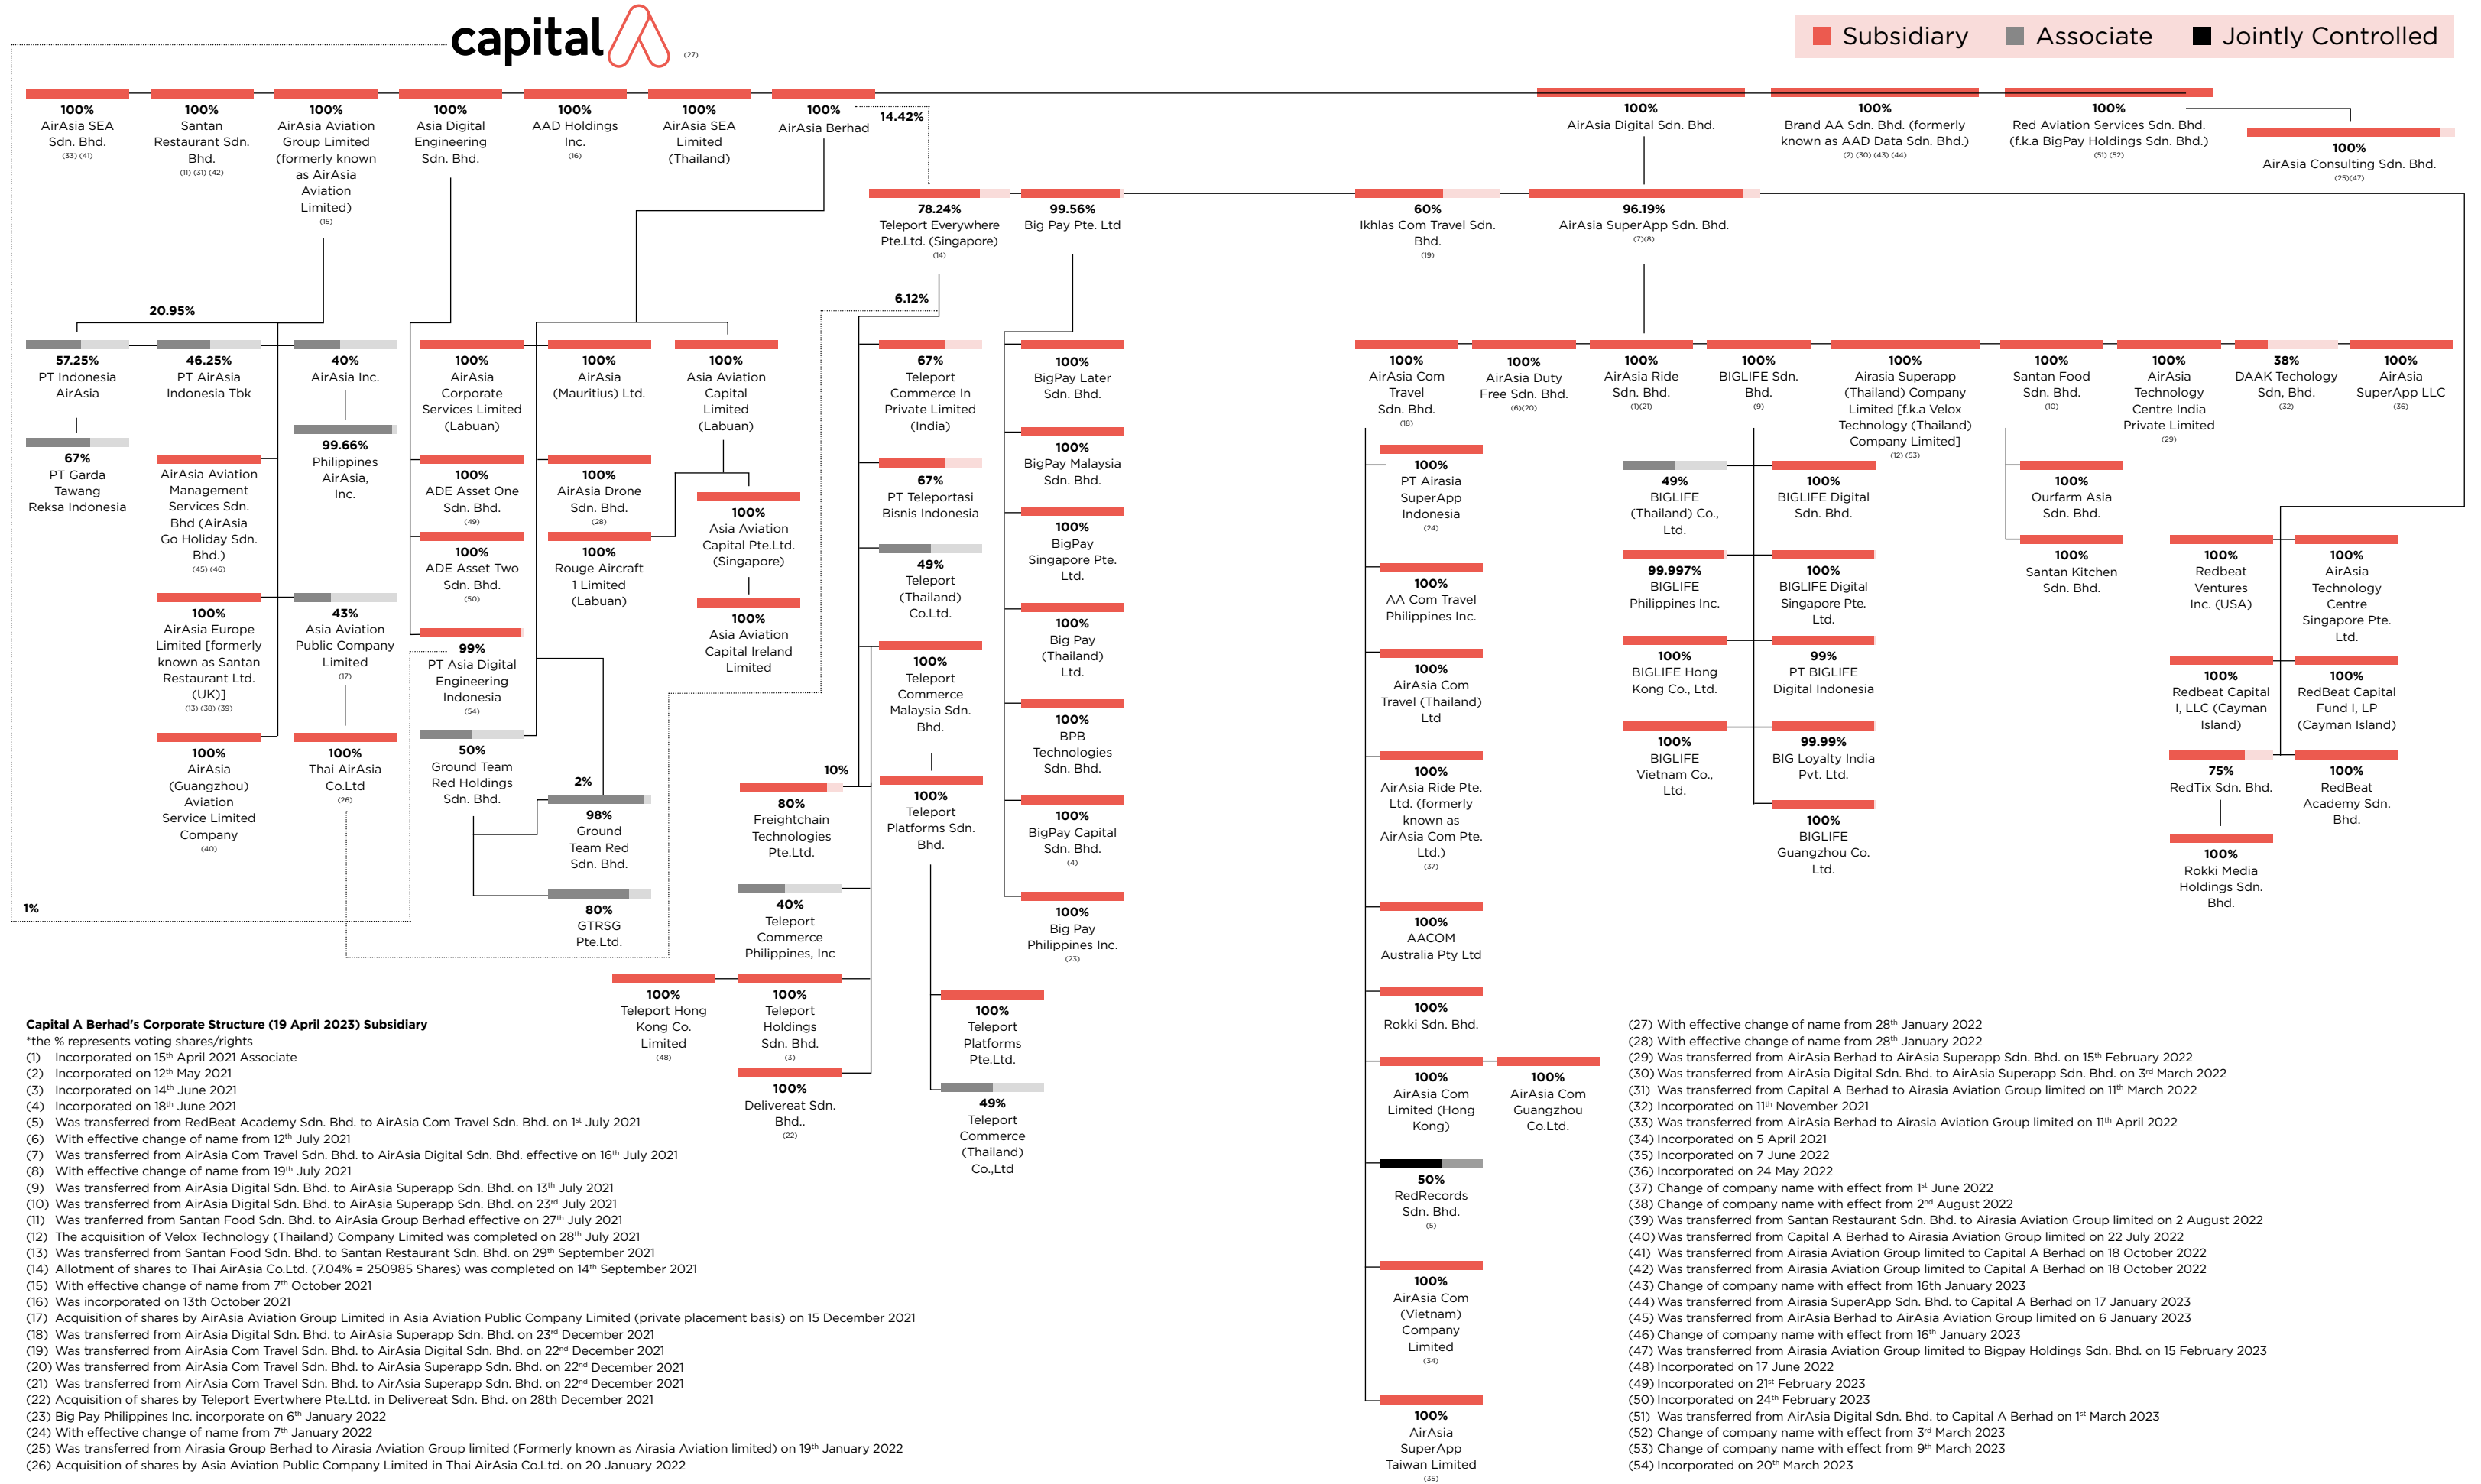 capital
(27)
Subsidiary
Associate
Jointly Controlled
100%
AirAsia SEA
Sdn. Bhd.
(33) (41)
100%
Santan
Restaurant Sdn.
Bhd.
(11) (31) (42)
100%
AirAsia Aviation
Group Limited
(formerly known
as AirAsia
Aviation
Limited)
(15)
100%
Asia Digital
Engineering
Sdn. Bhd.
100%
AAD Holdings
Inc.
(16)
100%
AirAsia SEA
Limited
(Thailand)
100%
AirAsia Berhad
14.42%
100%
AirAsia Digital Sdn. Bhd.
100%
Brand AA Sdn. Bhd. (formerly
known as AAD Data Sdn. Bhd.)
(2) (30) (43) (44)
100%
Red Aviation Services Sdn. Bhd.
(f.k.a BigPay Holdings Sdn. Bhd.)
(51) (52)
100%
AirAsia Consulting Sdn. Bhd.
(25)(47)
78.24%
Teleport Everywhere
Pte.Ltd. (Singapore)
(14)
99.56%
Big Pay Pte. Ltd
60%
Ikhlas Com Travel Sdn.
Bhd.
(19)
96.19%
AirAsia SuperApp Sdn. Bhd.
(7)(8)
20.95%
6.12%
57.25%
PT Indonesia
AirAsia
67%
PT Garda
Tawang
Reksa Indonesia
46.25%
PT AirAsia
Indonesia Tbk
40%
AirAsia Inc.
99.66%
Philippines
AirAsia,
Inc.
AirAsia Aviation
Management
Services Sdn.
Bhd (AirAsia
Go Holiday Sdn.
Bhd.)
(45) (46)
100%
AirAsia Europe
Limited [formerly
known as Santan
Restaurant Ltd.
(UK)]
(13) (38) (39)
43%
Asia Aviation
Public Company
Limited
(17)
100%
AirAsia
(Guangzhou)
Aviation
Service Limited
Company
(40)
100%
Thai AirAsia
Co.Ltd
(26)
100%
AirAsia
Corporate
Services Limited
(Labuan)
100%
ADE Asset One
Sdn. Bhd.
(49)
100%
ADE Asset Two
Sdn. Bhd.
(50)
99%
PT Asia Digital
Engineering
Indonesia
(54)
50%
Ground Team
Red Holdings
Sdn. Bhd.
100%
AirAsia
(Mauritius) Ltd.
100%
AirAsia Drone
Sdn. Bhd.
(28)
100%
Rouge Aircraft
1 Limited
(Labuan)
2%
98%
Ground
Team Red
Sdn. Bhd.
80%
GTRSG
Pte.Ltd.
1%
100%
Asia Aviation
Capital
Limited
(Labuan)
100%
Asia Aviation
Capital Pte.Ltd.
(Singapore)
100%
Asia Aviation
Capital Ireland
Limited
67%
Teleport
Commerce In
Private Limited
(India)
67%
PT Teleportasi
Bisnis Indonesia
49%
Teleport
(Thailand)
Co.Ltd.
100%
Teleport
Commerce
Malaysia Sdn.
Bhd.
10%
80%
Freightchain
Technologies
Pte.Ltd.
100%
Teleport
Platforms Sdn.
Bhd.
40%
Teleport
Commerce
Philippines, Inc
100%
Teleport Hong
Kong Co.
Limited
(48)
100%
Teleport
Holdings
Sdn. Bhd.
(3)
100%
Delivereat Sdn.
Bhd..
(22)
100%
Teleport
Platforms
Pte.Ltd.
49%
Teleport
Commerce
(Thailand)
Co.,Ltd
100%
BigPay Later
Sdn. Bhd.
100%
BigPay Malaysia
Sdn. Bhd.
100%
BigPay
Singapore Pte.
Ltd.
100%
Big Pay
(Thailand)
Ltd.
100%
BPB
Technologies
Sdn. Bhd.
100%
BigPay Capital
Sdn. Bhd.
(4)
100%
Big Pay
Philippines Inc.
(23)
100%
AirAsia Com
Travel
Sdn. Bhd.
(18)
100%
AirAsia Duty
Free Sdn. Bhd.
(6)(20)
100%
AirAsia Ride
Sdn. Bhd.
(1)(21)
100%
BIGLIFE Sdn.
Bhd.
(9)
100%
Airasia Superapp
(Thailand) Company
Limited [f.k.a Velox
Technology (Thailand)
Company Limited]
(12) (53)
100%
Santan Food
Sdn. Bhd.
(10)
100%
AirAsia
Technology
Centre India
Private Limited
(29)
38%
DAAK Techology
Sdn, Bhd.
(32)
100%
AirAsia
SuperApp LLC
(36)
100%
PT Airasia
SuperApp
Indonesia
(24)
100%
AA Com Travel
Philippines Inc.
100%
AirAsia Com
Travel (Thailand)
Ltd
100%
AirAsia Ride Pte.
Ltd. (formerly
known as
AirAsia Com Pte.
Ltd.)
(37)
100%
AACOM
Australia Pty Ltd
100%
Rokki Sdn. Bhd.
100%
AirAsia Com
Limited (Hong
Kong)
100%
AirAsia Com
Guangzhou
Co.Ltd.
50%
RedRecords
Sdn. Bhd.
(5)
100%
AirAsia Com
(Vietnam)
Company
Limited
(34)
100%
AirAsia
SuperApp
Taiwan Limited
(35)
49%
BIGLIFE
(Thailand) Co.,
Ltd.
100%
BIGLIFE Digital
Sdn. Bhd.
99.997%
BIGLIFE
Philippines Inc.
100%
BIGLIFE Digital
Singapore Pte.
Ltd.
100%
BIGLIFE Hong
Kong Co., Ltd.
99%
PT BIGLIFE
Digital Indonesia
100%
BIGLIFE
Vietnam Co.,
Ltd.
99.99%
BIG Loyalty India
Pvt. Ltd.
100%
BIGLIFE
Guangzhou Co.
Ltd.
100%
Ourfarm Asia
Sdn. Bhd.
100%
Santan Kitchen
Sdn. Bhd.
100%
Redbeat
Ventures
Inc. (USA)
100%
AirAsia
Technology
Centre
Singapore Pte.
Ltd.
100%
Redbeat Capital
I, LLC (Cayman
Island)
100%
RedBeat Capital
Fund I, LP
(Cayman Island)
75%
RedTix Sdn. Bhd.
100%
RedBeat
Academy Sdn.
Bhd.
100%
Rokki Media
Holdings Sdn.
Bhd.
Capital A Berhad's Corporate Structure (19 April 2023) Subsidiary
*the % represents voting shares/rights
(1) Incorporated on 15th April 2021 Associate
(2) Incorporated on 12th May 2021
(3) Incorporated on 14th June 2021
(4) Incorporated on 18th June 2021
(5) Was transferred from RedBeat Academy Sdn. Bhd. to AirAsia Com Travel Sdn. Bhd. on 1st July 2021
(6) With effective change of name from 12th July 2021
(7) Was transferred from AirAsia Com Travel Sdn. Bhd. to AirAsia Digital Sdn. Bhd. effective on 16th July 2021
(8) With effective change of name from 19th July 2021
(9) Was transferred from AirAsia Digital Sdn. Bhd. to AirAsia Superapp Sdn. Bhd. on 13th July 2021
(10) Was transferred from AirAsia Digital Sdn. Bhd. to AirAsia Superapp Sdn. Bhd. on 23rd July 2021
(11) Was tranferred from Santan Food Sdn. Bhd. to AirAsia Group Berhad effective on 27th July 2021
(12) The acquisition of Velox Technology (Thailand) Company Limited was completed on 28th July 2021
(13) Was transferred from Santan Food Sdn. Bhd. to Santan Restaurant Sdn. Bhd. on 29th September 2021
(14) Allotment of shares to Thai AirAsia Co.Ltd. (7.04% = 250985 Shares) was completed on 14th September 2021
(15) With effective change of name from 7th October 2021
(16) Was incorporated on 13th October 2021
(17) Acquisition of shares by AirAsia Aviation Group Limited in Asia Aviation Public Company Limited (private placement basis) on 15 December 2021
(18) Was transferred from AirAsia Digital Sdn. Bhd. to AirAsia Superapp Sdn. Bhd. on 23rd December 2021
(19) Was transferred from AirAsia Com Travel Sdn. Bhd. to AirAsia Digital Sdn. Bhd. on 22nd December 2021
(20) Was transferred from AirAsia Com Travel Sdn. Bhd. to AirAsia Superapp Sdn. Bhd. on 22nd December 2021
(21) Was transferred from AirAsia Com Travel Sdn. Bhd. to AirAsia Superapp Sdn. Bhd. on 22nd December 2021
(22) Acquisition of shares by Teleport Evertwhere Pte.Ltd. in Delivereat Sdn. Bhd. on 28th December 2021
(23) Big Pay Philippines Inc. incorporate on 6th January 2022
(24) With effective change of name from 7th January 2022
(25) Was transferred from Airasia Group Berhad to Airasia Aviation Group limited (Formerly known as Airasia Aviation limited) on 19th January 2022
(26) Acquisition of shares by Asia Aviation Public Company Limited in Thai AirAsia Co.Ltd. on 20 January 2022
(27) With effective change of name from 28th January 2022
(28) With effective change of name from 28th January 2022
(29) Was transferred from AirAsia Berhad to AirAsia Superapp Sdn. Bhd. on 15th February 2022
(30) Was transferred from AirAsia Digital Sdn. Bhd. to AirAsia Superapp Sdn. Bhd. on 3rd March 2022
(31) Was transferred from Capital A Berhad to Airasia Aviation Group limited on 11th March 2022
(32) Incorporated on 11th November 2021
(33) Was transferred from AirAsia Berhad to Airasia Aviation Group limited on 11th April 2022
(34) Incorporated on 5 April 2021
(35) Incorporated on 7 June 2022
(36) Incorporated on 24 May 2022
(37) Change of company name with effect from 1st June 2022
(38) Change of company name with effect from 2nd August 2022
(39) Was transferred from Santan Restaurant Sdn. Bhd. to Airasia Aviation Group limited on 2 August 2022
(40) Was transferred from Capital A Berhad to Airasia Aviation Group limited on 22 July 2022
(41) Was transferred from Airasia Aviation Group limited to Capital A Berhad on 18 October 2022
(42) Was transferred from Airasia Aviation Group limited to Capital A Berhad on 18 October 2022
(43) Change of company name with effect from 16th January 2023
(44) Was transferred from Airasia SuperApp Sdn. Bhd. to Capital A Berhad on 17 January 2023
(45) Was transferred from AirAsia Berhad to AirAsia Aviation Group limited on 6 January 2023
(46) Change of company name with effect from 16th January 2023
(47) Was transferred from Airasia Aviation Group limited to Bigpay Holdings Sdn. Bhd. on 15 February 2023
(48) Incorporated on 17 June 2022
(49) Incorporated on 21st February 2023
(50) Incorporated on 24th February 2023
(51) Was transferred from AirAsia Digital Sdn. Bhd. to Capital A Berhad on 1st March 2023
(52) Change of company name with effect from 3rd March 2023
(53) Change of company name with effect from 9th March 2023
(54) Incorporated on 20th March 2023